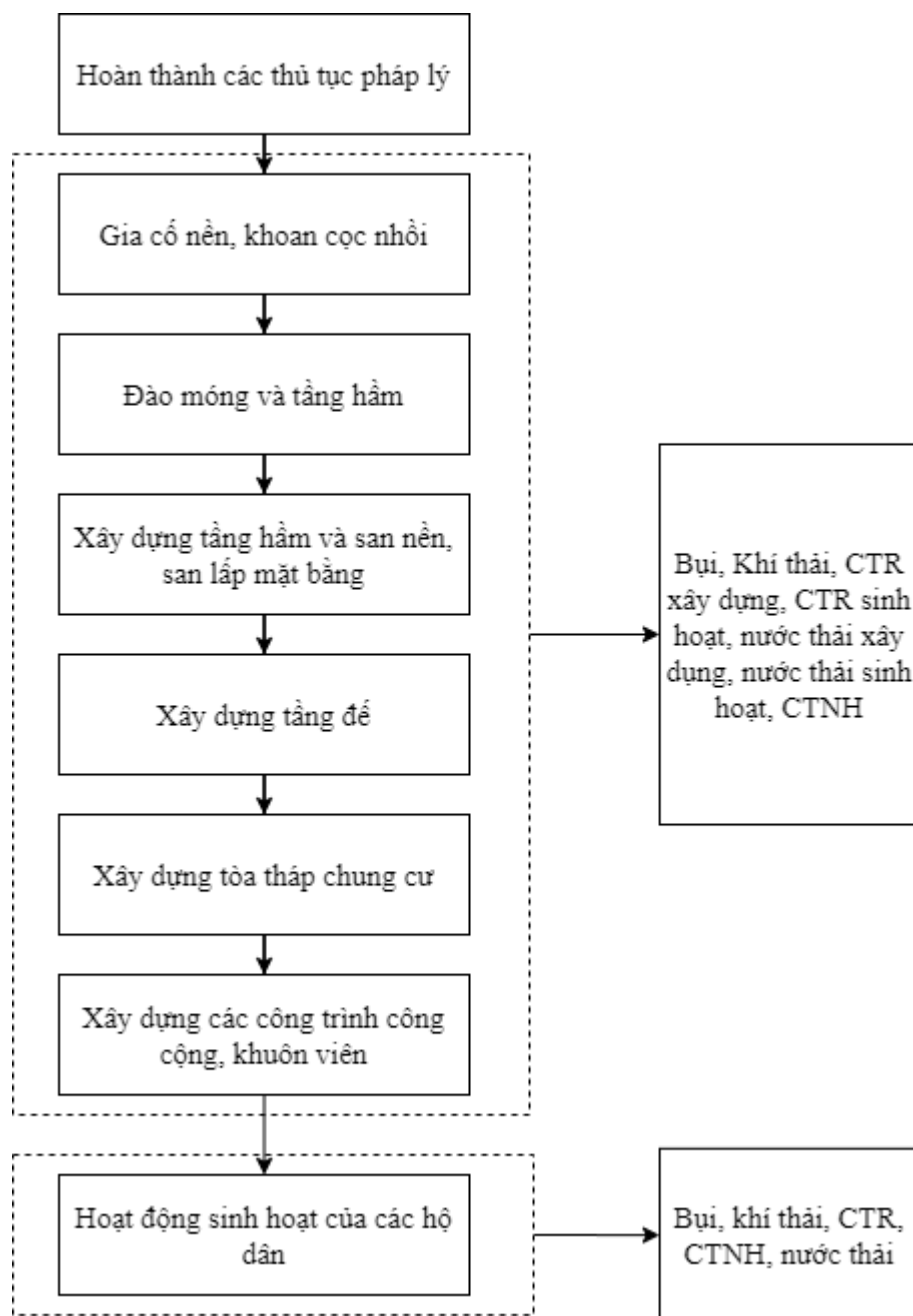 Hoàn thành các thủ tục pháp lý
Gia cố nền, khoan cọc nhồi
Đào móng và tầng hầm
Xây dựng tầng hầm và san nền,
san lấp mặt bằng
Xây dựng tầng đế
Xây dựng tòa tháp chung cư
Xây dựng các công trình công
cộng, khuôn viên
Bụi, Khí thải, CTR
xây dựng, CTR sinh
hoạt, nước thải xây
dụng, nước thải sinh
hoạt, CTNH
Hoạt động sinh hoạt của các hộ
dân
Bụi, khí thải, CTR,
CTNH, nước thải